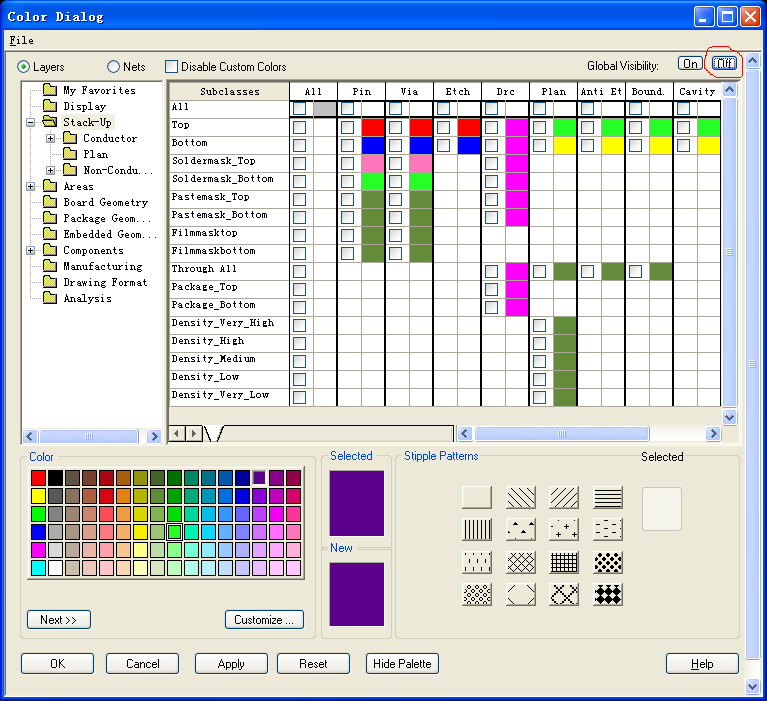 Color Dialog
File
Layers Nets Disable Custom Colors Global Visibility: On Off
My Favorites
Display
Stack-Up
Conductor
Plan
Non-Condu...
Areas
Board Geometry
Package Geom...
Embedded Geom...
Components
Manufacturing
Drawing Format
Analysis
Subclasses All Pin Via Etch Drc Plan Anti Et Bound. Cavity
All
Top
Bottom
Soldermask_Top
Soldermask_Bottom
Pastemask_Top
Pastemask_Bottom
Filmmasktop
Filmmaskbottom
Through All
Package_Top
Package_Bottom
Density_Very_High
Density_High
Density_Medium
Density_Low
Density_Very_Low
Color
Next >> Customize ...
Selected
New
Stipple Patterns Selected
OK Cancel Apply Reset Hide Palette Help